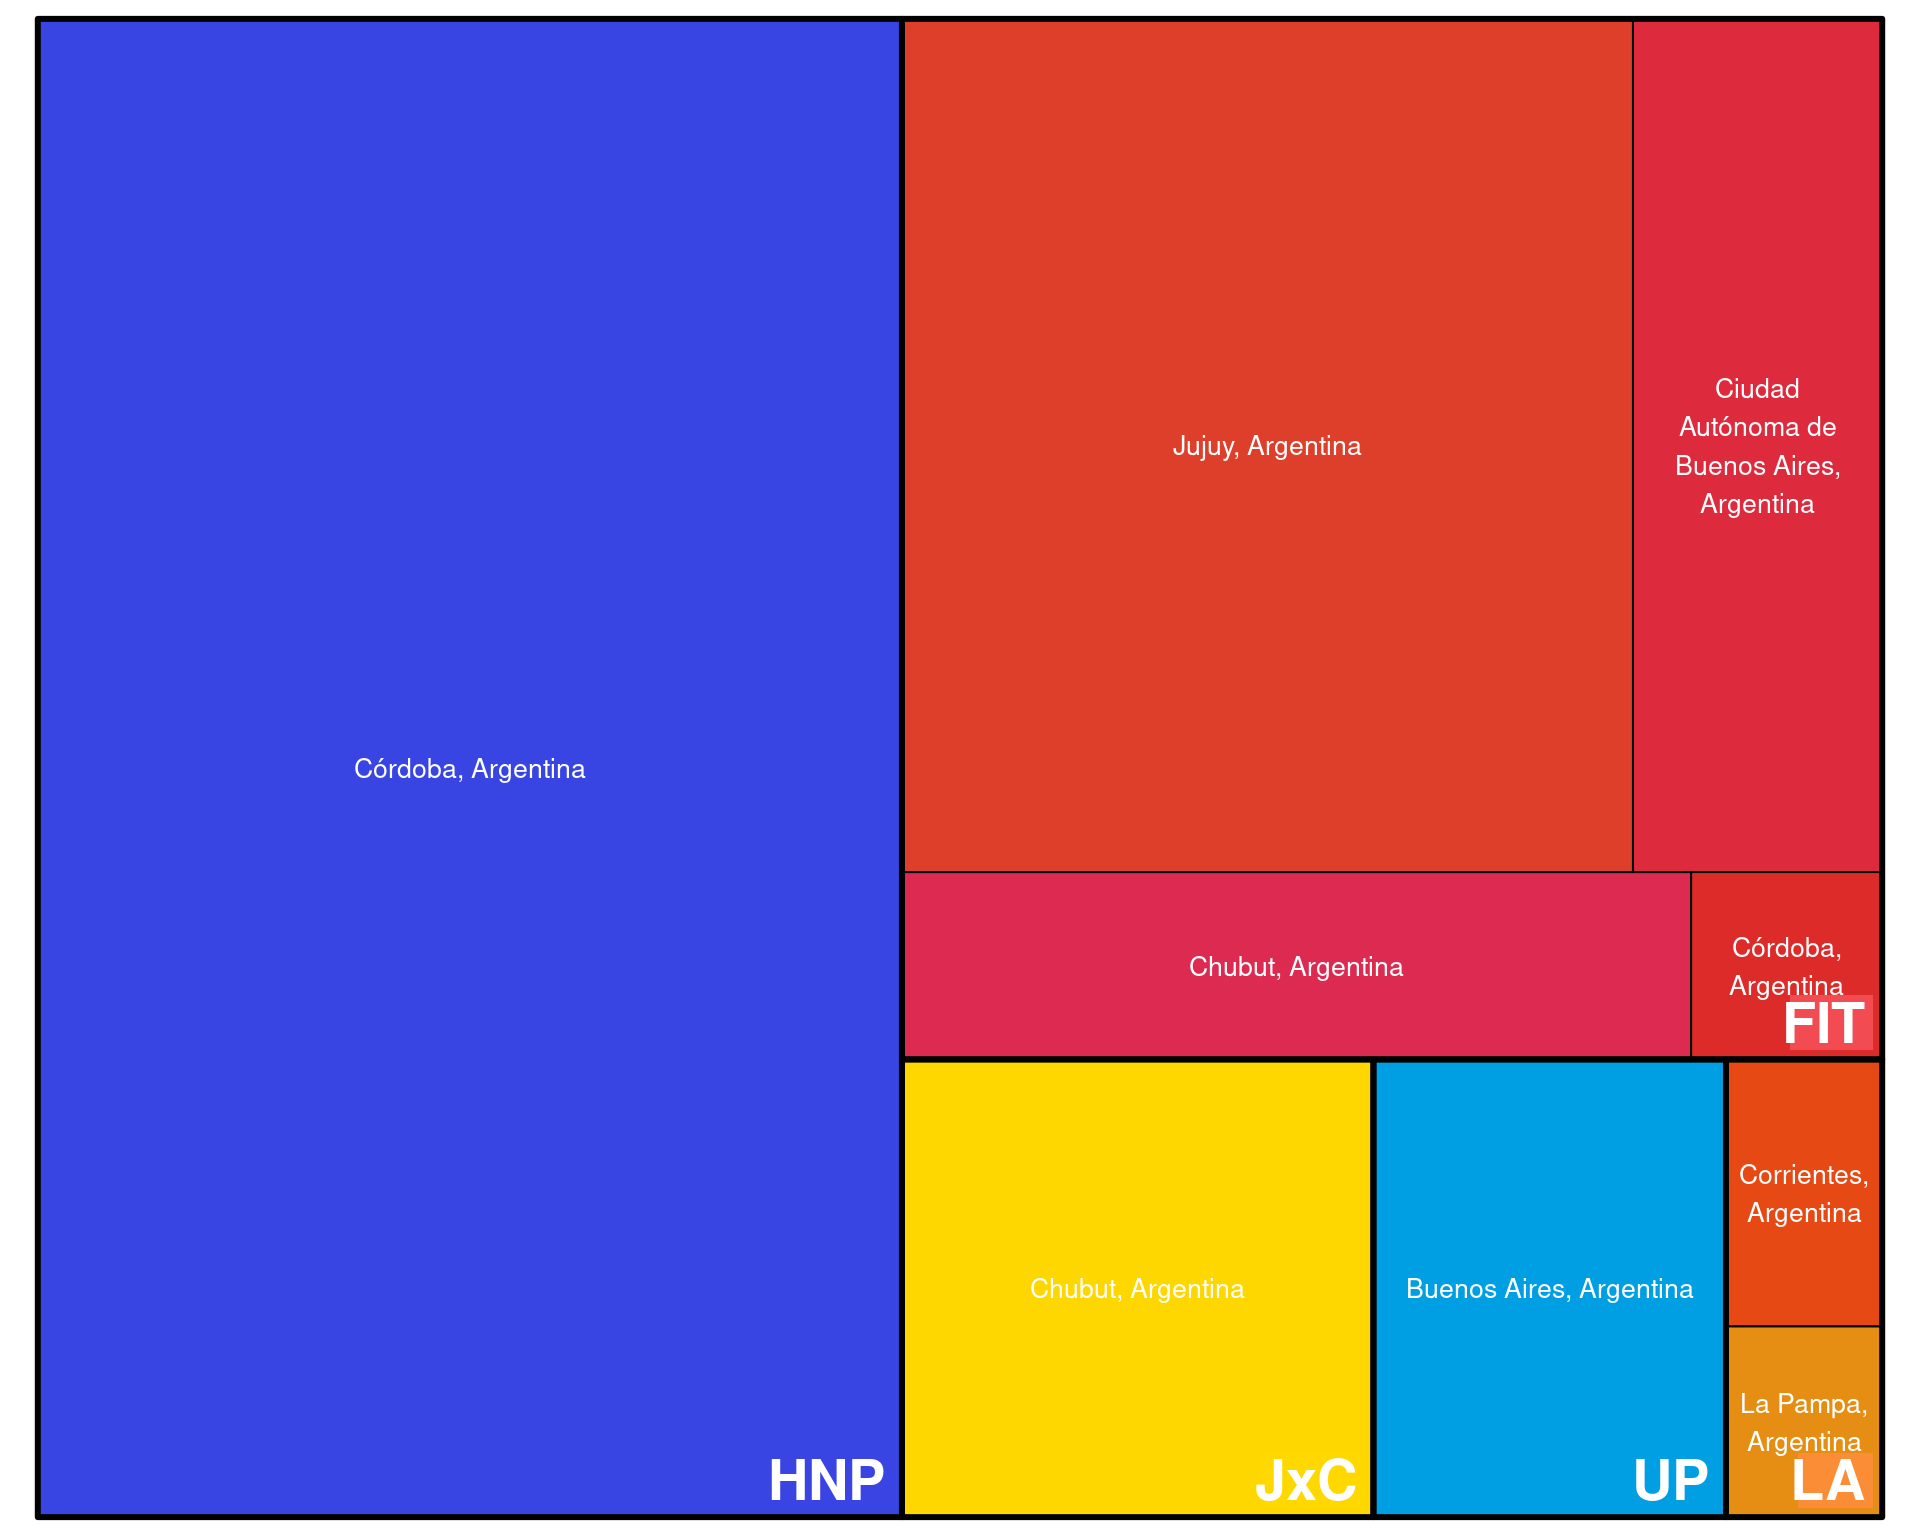 Córdoba, Argentina
HNP
Jujuy, Argentina
Ciudad
Autónoma de
Buenos Aires,
Argentina
Chubut, Argentina
Córdoba,
Argentina
FIT
Chubut, Argentina
JxC
Buenos Aires, Argentina
UP
Corrientes,
Argentina
La Pampa,
Argentina
LA